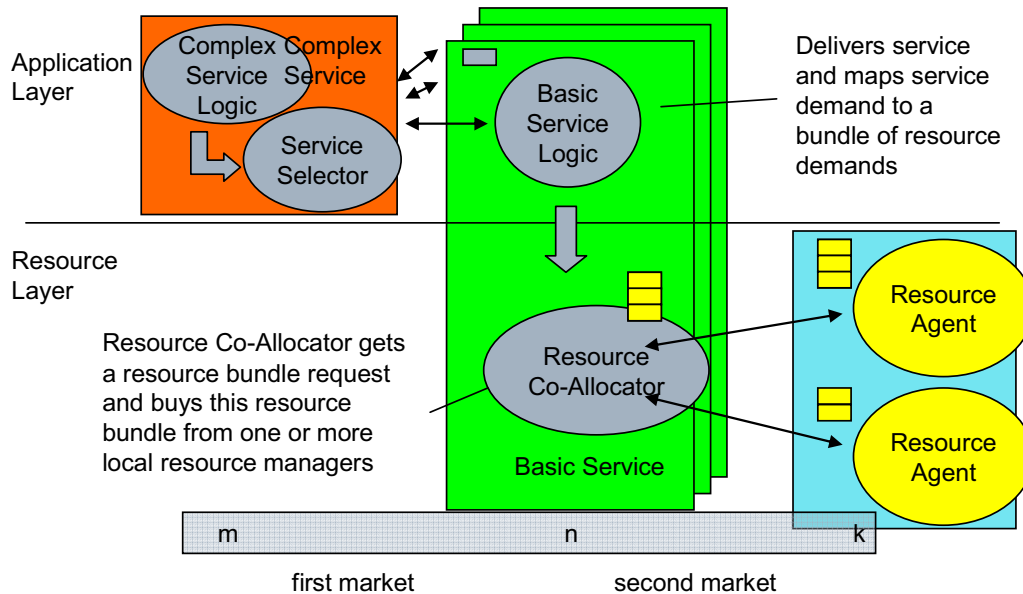 Application
Layer
Complex
Service
Logic
Complex
Service
Service
Selector
Basic
Service
Logic
Delivers service
and maps service
demand to a
bundle of resource
demands
Resource
Layer
Resource Co-Allocator gets
a resource bundle request
and buys this resource
bundle from one or more
local resource managers
Resource
Co-Allocator
Basic Service
Resource
Agent
Resource
Agent
m
n
k
first market
second market